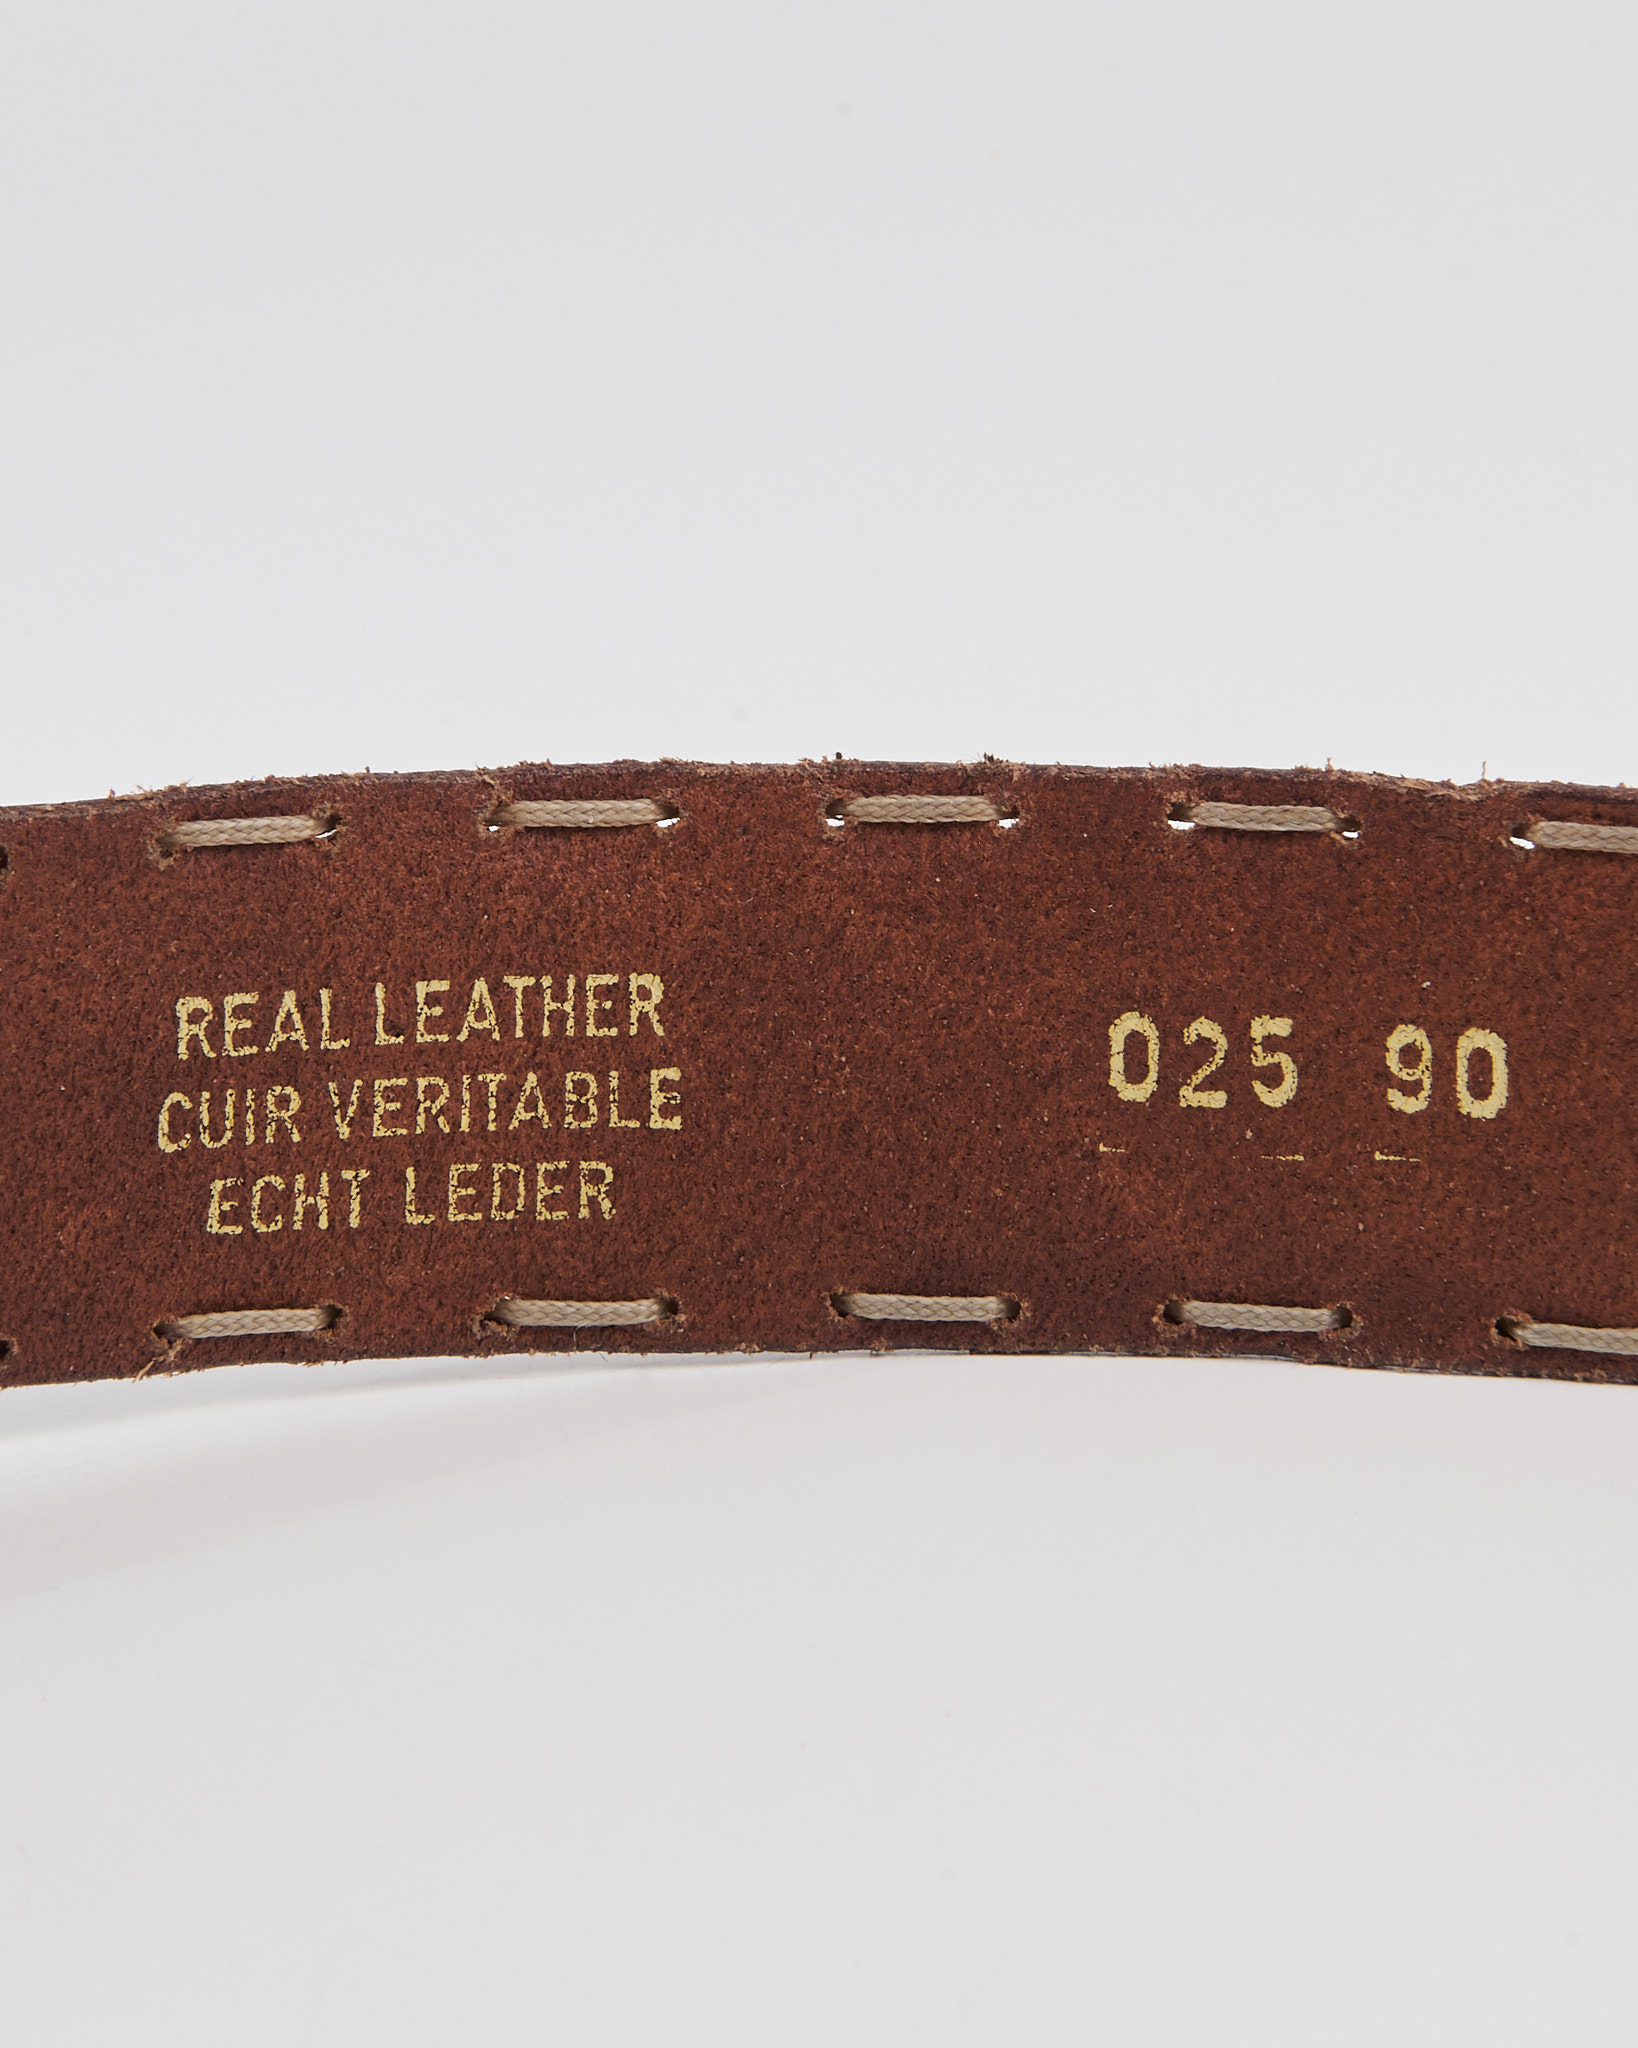 REAL LEATHER
CUIR VERITABLE
ECHT LEDER
025 90